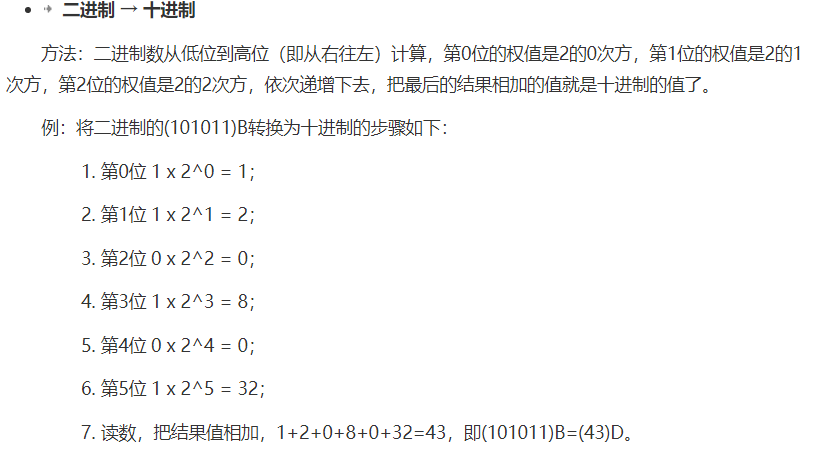 二进制 → 十进制
方法：二进制数从低位到高位（即从右往左）计算，第0位的权值是2的0次方，第1位的权值是2的1
次方，第2位的权值是2的2次方，依次递增下去，把最后的结果相加的值就是十进制的值了。
例：将二进制的(101011)B转换为十进制的步骤如下：
1. 第0位 1 x 2^0 = 1；
2. 第1位 1 x 2^1 = 2；
3. 第2位 0 x 2^2 = 0；
4. 第3位 1 x 2^3 = 8；
5. 第4位 0 x 2^4 = 0；
6. 第5位 1 x 2^5 = 32；
7. 读数，把结果值相加，1+2+0+8+0+32=43，即(101011)B=(43)D。